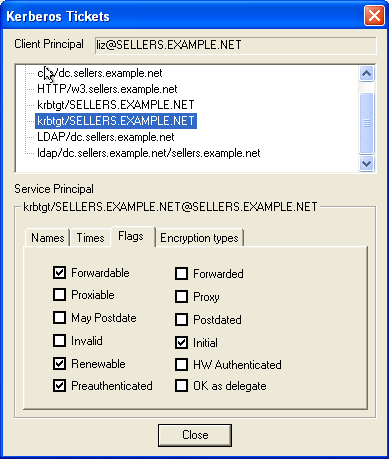 Kerberos Tickets
Client Principal liz@SELLERS.EXAMPLE.NET
/dc.sellers.example.net
HTTP/w3.sellers.example.net
krbtgt/SELLERS.EXAMPLE.NET
krbtgt/SELLERS.EXAMPLE.NET
LDAP/dc.sellers.example.net
ldap/dc.sellers.example.net/sellers.example.net
Service Principal
krbtgt/SELLERS.EXAMPLE.NET@SELLERS.EXAMPLE.NET
Names Times Flags Encryption types
Forwardable Forwarded
Proxiable Proxy
May Postdate Postdated
Invalid Initial
Renewable HW Authenticated
Preauthenticated OK as delegate
Close